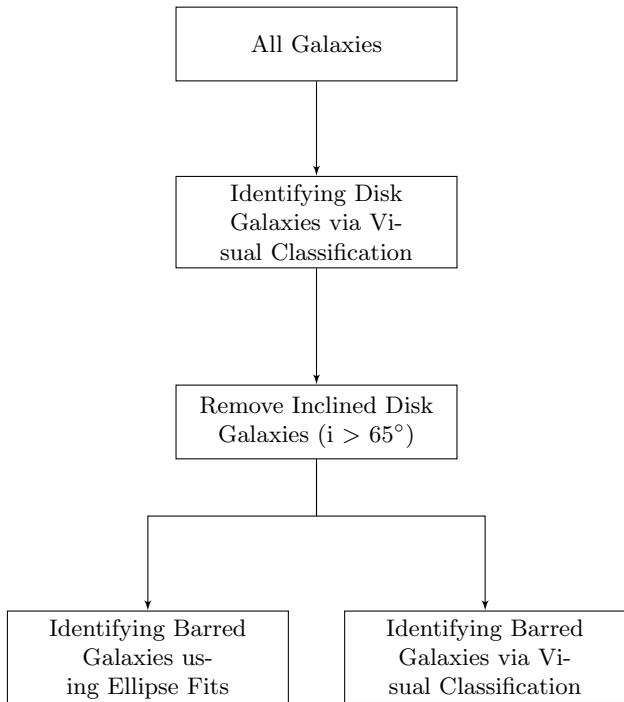 All Galaxies
Identifying Disk
Galaxies via Vi-
sual Classification
Remove Inclined Disk
Galaxies (i > 65°)
Identifying Barred
Galaxies us-
ing Ellipse Fits
Identifying Barred
Galaxies via Vi-
sual Classification